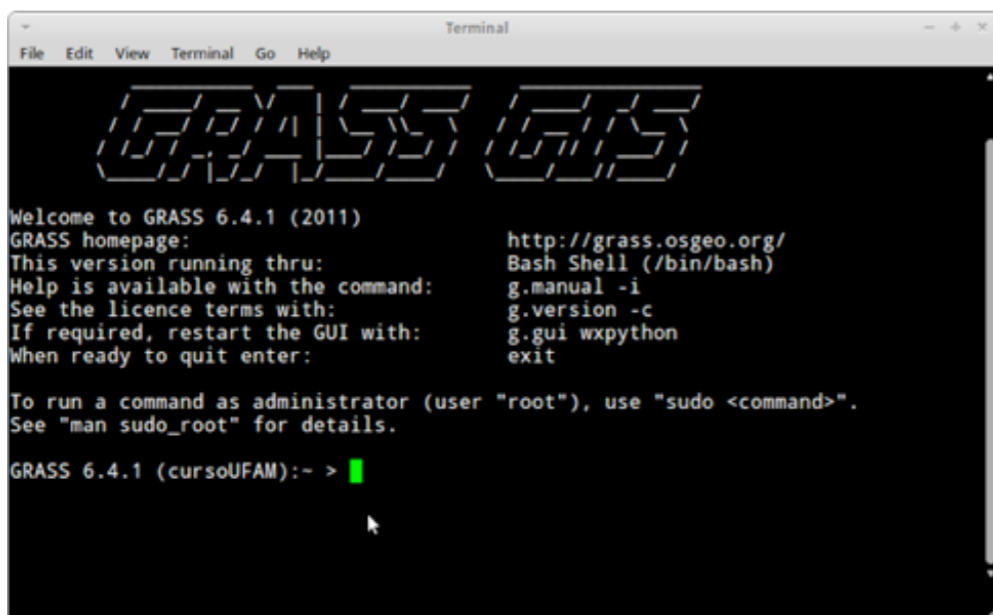 Terminal
File Edit View Terminal Go Help
GRASS GIS
Welcome to GRASS 6.4.1 (2011)
GRASS homepage: http://grass.osgeo.org/
This version running thru: Bash Shell (/bin/bash)
Help is available with the command: g.manual -i
See the licence terms with: g.version -c
If required, restart the GUI with: g.gui wxpython
When ready to quit enter: exit
To run a command as administrator (user "root"), use "sudo <command>".
See "man sudo_root" for details.
GRASS 6.4.1 (cursoUFAM):~ >